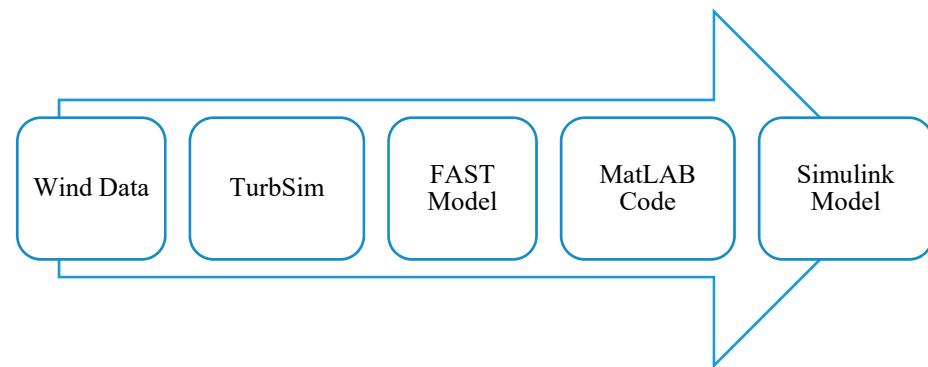 Wind Data
TurbSim
FAST
Model
MatLAB
Code
Simulink
Model